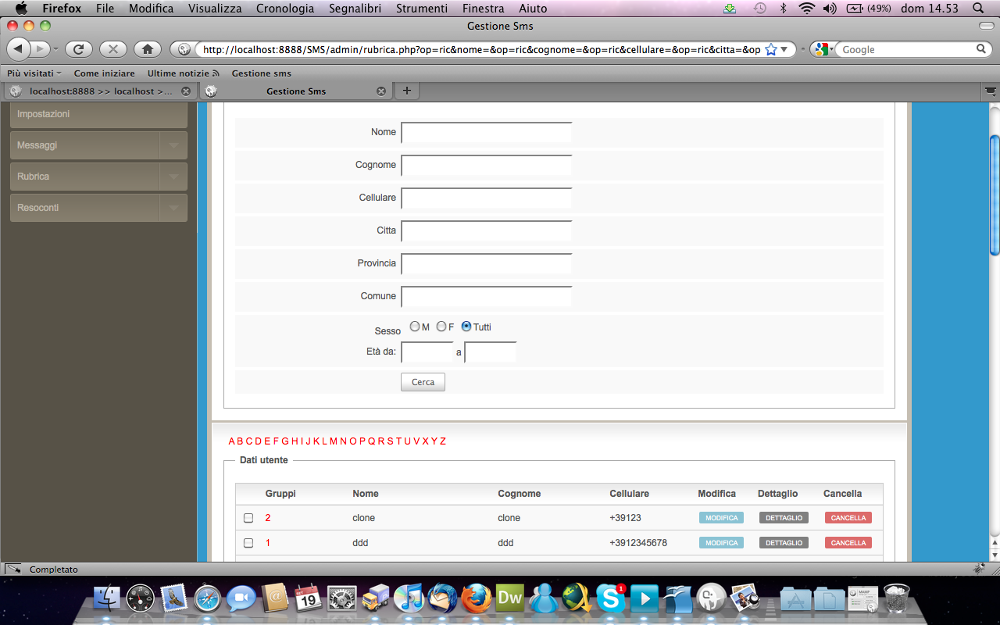 Firefox File Modifica Visualizza Cronologia Segnalibri Strumenti Finestra Aiuto (49%) dom 14.53
Gestione Sms
http://localhost:8888/SMS/admin/rubrica.php?op=ric&nome=&op=ric&cognome=&op=ric&cellulare=&op=ric&citta=&op Google
Più visitati Come iniziare Ultime notizie Gestione sms
localhost:8888 >> localhost >... Gestione Sms
Impostazioni
Messaggi
Rubrica
Resoconti
Nome
Cognome
Cellulare
Citta
Provincia
Comune
Sesso M F Tutti
Età da: a
Cerca
A B C D E F G H I J K L M N O P Q R S T U V X Y Z
Dati utente
Gruppi Nome Cognome Cellulare Modifica Dettaglio Cancella
2 clone clone +39123 MODIFICA DETTAGLIO CANCELLA
1 ddd ddd +3912345678 MODIFICA DETTAGLIO CANCELLA
Completato
SET
19
Dw
1
MAMP